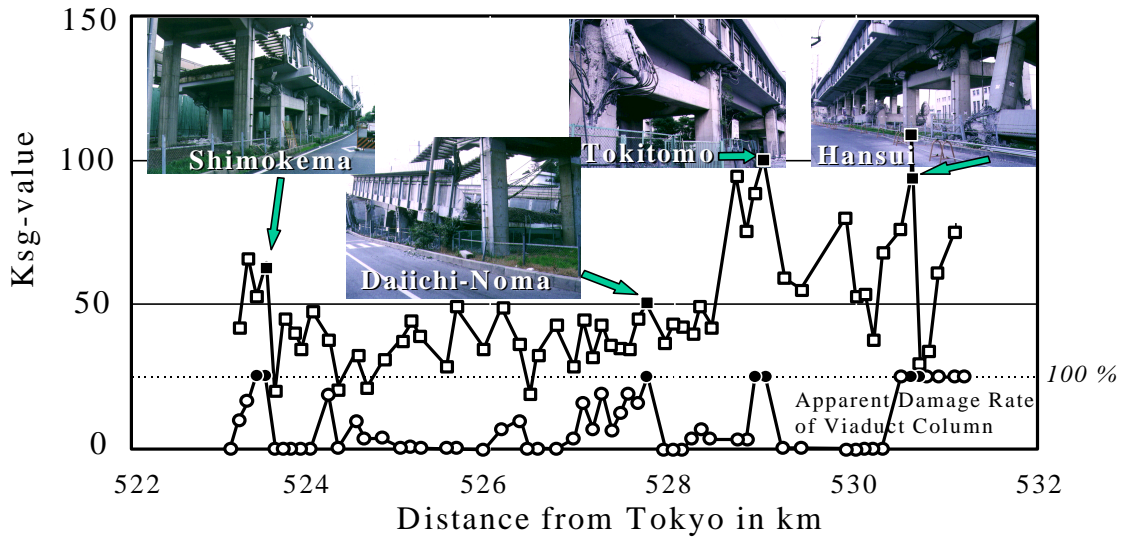 150
100
50
0
Ksg-value
Shimokema
Daiichi-Noma
Tokitomo
Hansui
100 %
Apparent Damage Rate
of Viaduct Column
522 524 526 528 530 532
Distance from Tokyo in km